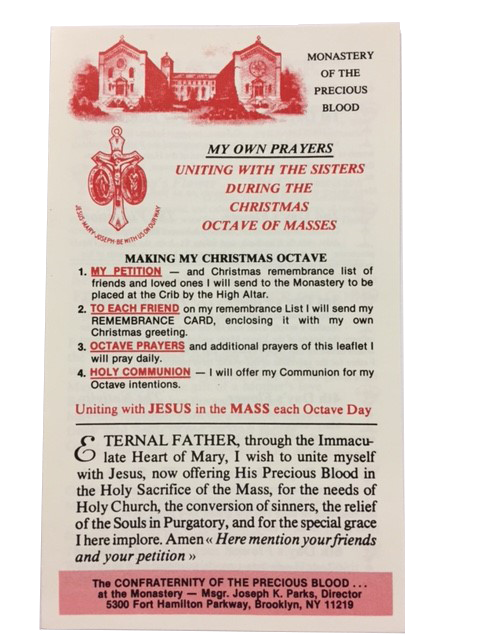 MONASTERY
OF THE
PRECIOUS
BLOOD
JESUS·MARY·JOSEPH·BE WITH US ON OUR WAY
MY OWN PRAYERS
UNITING WITH THE SISTERS
DURING THE
CHRISTMAS
OCTAVE OF MASSES
MAKING MY CHRISTMAS OCTAVE
1. MY PETITION — and Christmas remembrance list of
friends and loved ones I will send to the Monastery to be
placed at the Crib by the High Altar.
2. TO EACH FRIEND on my remembrance List I will send my
REMEMBRANCE CARD, enclosing it with my own
Christmas greeting.
3. OCTAVE PRAYERS and additional prayers of this leaflet I
will pray daily.
4. HOLY COMMUNION — I will offer my Communion for my
Octave intentions.
Uniting with JESUS in the MASS each Octave Day
ETERNAL FATHER, through the Immacu-
late Heart of Mary, I wish to unite myself
with Jesus, now offering His Precious Blood in
the Holy Sacrifice of the Mass, for the needs of
Holy Church, the conversion of sinners, the relief
of the Souls in Purgatory, and for the special grace
I here implore. Amen « Here mention your friends
and your petition »
The CONFRATERNITY OF THE PRECIOUS BLOOD . . .
at the Monastery — Msgr. Joseph K. Parks, Director
5300 Fort Hamilton Parkway, Brooklyn, NY 11219